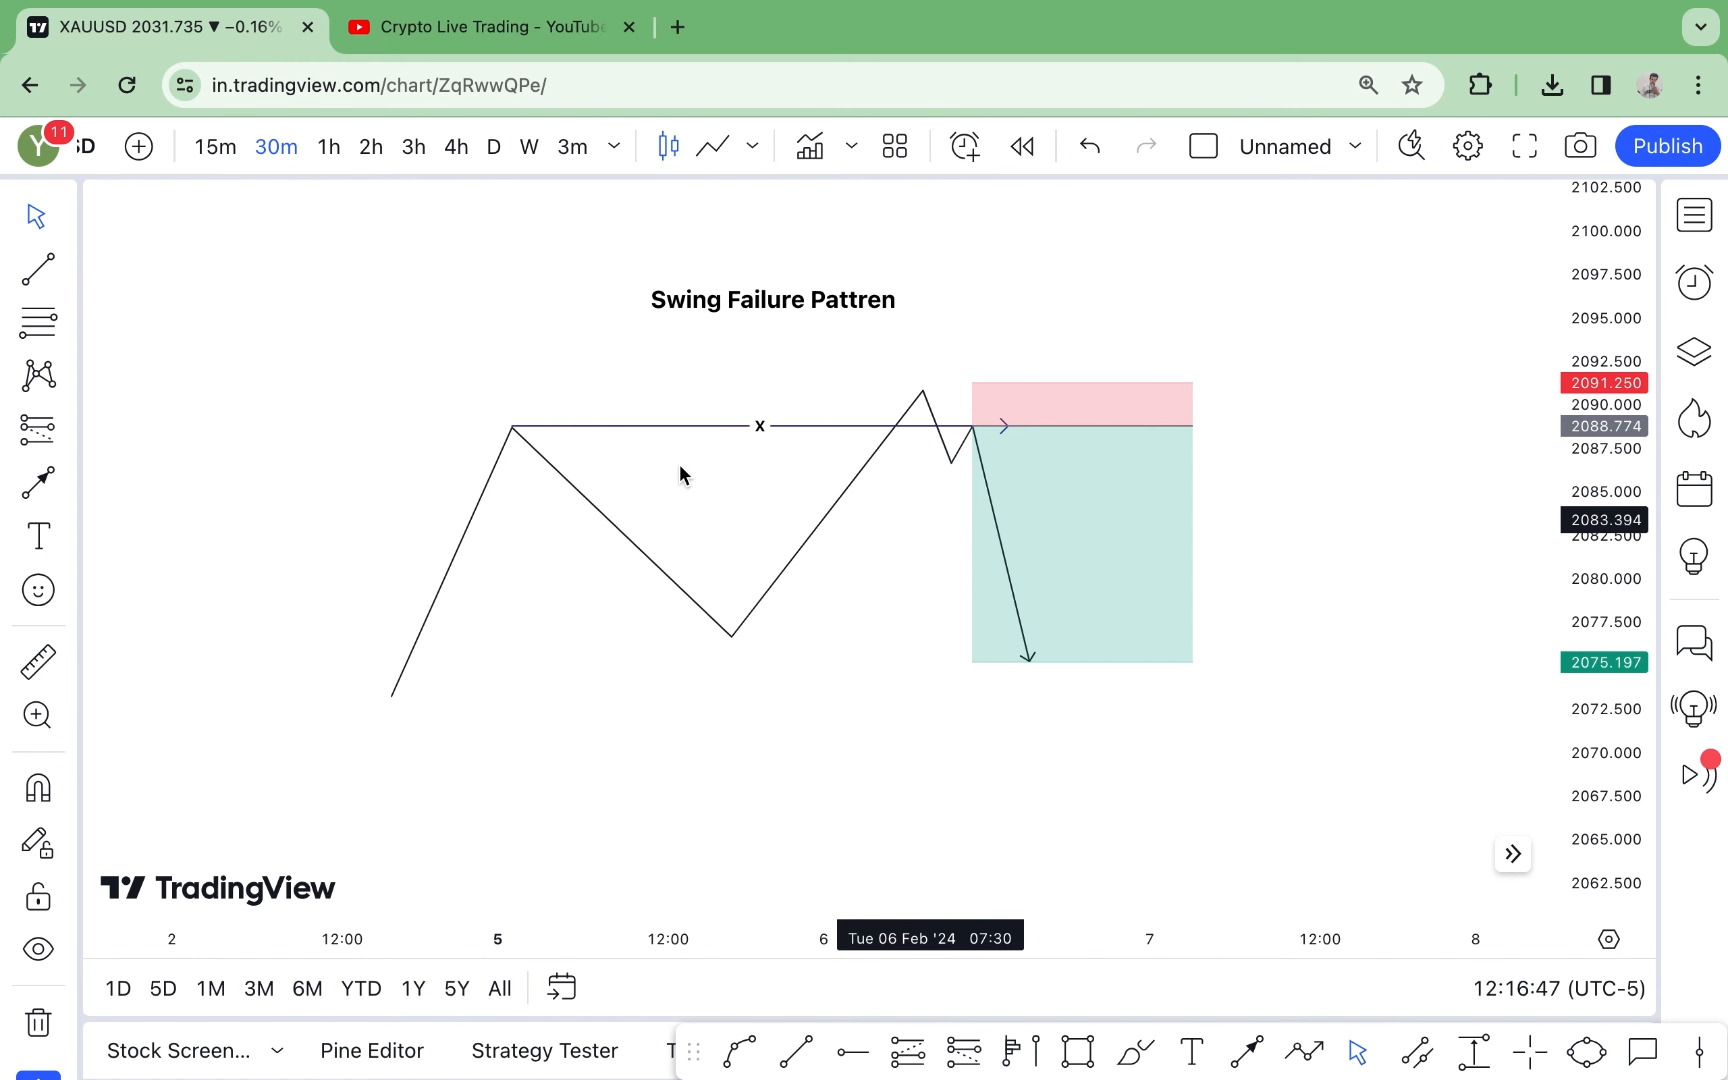 XAUUSD 2031.735 ▼ −0.16%
Crypto Live Trading - YouTube
in.tradingview.com/chart/ZqRwwQPe/
Y 11 D 15m 30m 1h 2h 3h 4h D W 3m Unnamed Publish
2102.500
2100.000
2097.500
Swing Failure Pattren
2095.000
2092.500
2091.250
2090.000
X
2088.774
2087.500
2085.000
2083.394
2082.500
2080.000
2077.500
2075.197
2072.500
2070.000
2067.500
2065.000
2062.500
TradingView
2 12:00 5 12:00 6 Tue 06 Feb '24 07:30 7 12:00 8
1D 5D 1M 3M 6M YTD 1Y 5Y All 12:16:47 (UTC-5)
Stock Screen... Pine Editor Strategy Tester T